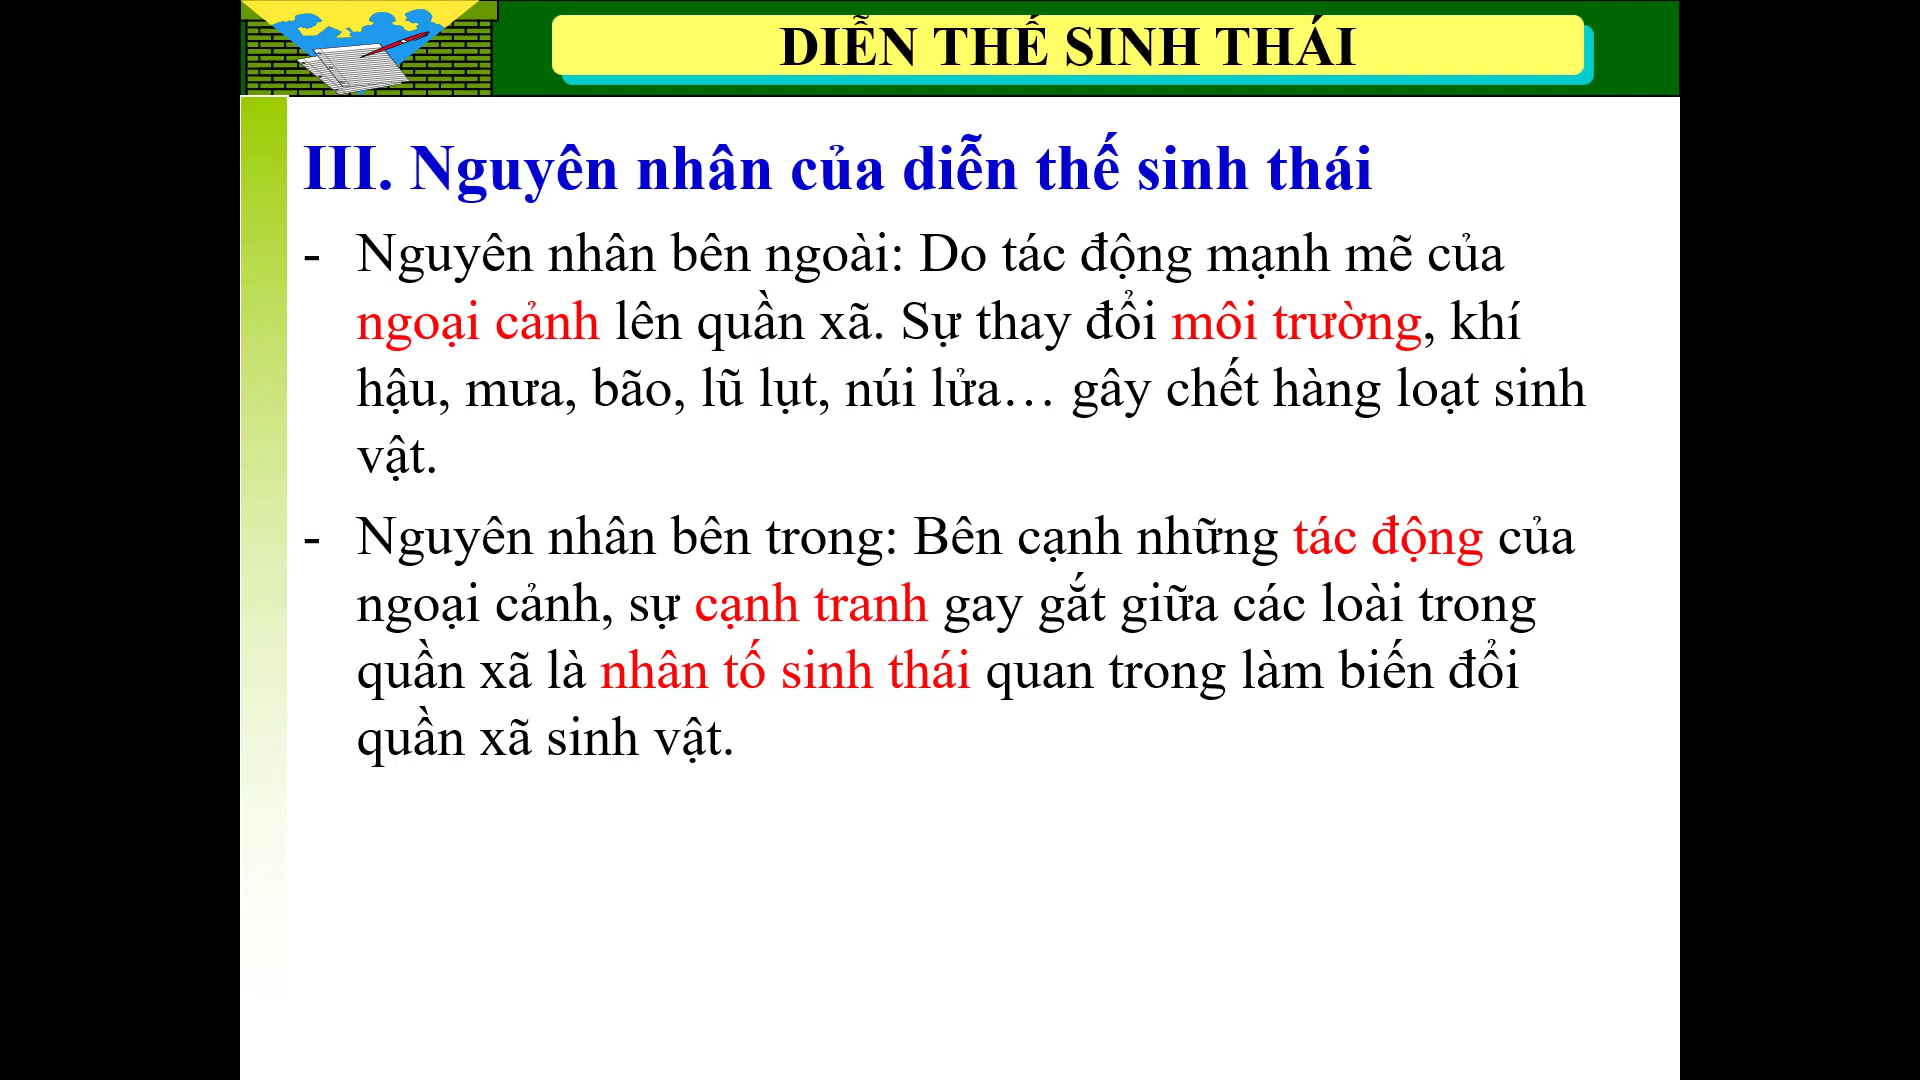 DIỄN THẾ SINH THÁI
III. Nguyên nhân của diễn thế sinh thái
- Nguyên nhân bên ngoài: Do tác động mạnh mẽ của
ngoại cảnh lên quần xã. Sự thay đổi môi trường, khí
hậu, mưa, bão, lũ lụt, núi lửa… gây chết hàng loạt sinh
vật.
- Nguyên nhân bên trong: Bên cạnh những tác động của
ngoại cảnh, sự cạnh tranh gay gắt giữa các loài trong
quần xã là nhân tố sinh thái quan trong làm biến đổi
quần xã sinh vật.